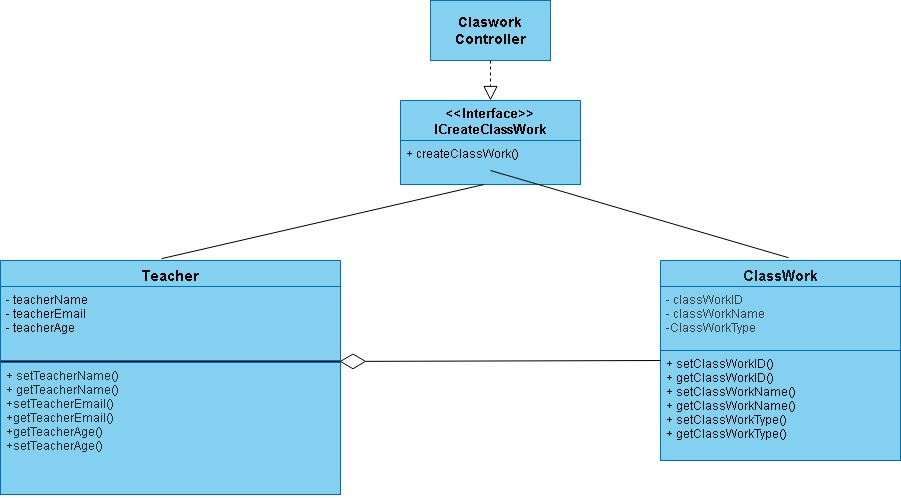 Claswork
Controller
<<Interface>>
ICreateClassWork
+ createClassWork()
Teacher
- teacherName
- teacherEmail
- teacherAge
+ setTeacherName()
+ getTeacherName()
+setTeacherEmail()
+getTeacherEmail()
+getTeacherAge()
+setTeacherAge()
ClassWork
- classWorkID
- classWorkName
-ClassWorkType
+ setClassWorkID()
+ getClassWorkID()
+ setClassWorkName()
+ getClassWorkName()
+ setClassWorkType()
+ getClassWorkType()